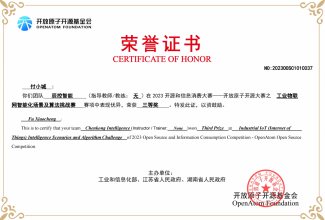 开放原子开源基金会
OPENATOM FOUNDATION
荣誉证书
CERTIFICATE OF HONOR
NO:202300601010037
付小城
你们团队 辰控智能 (指导教师/教练: 无 )在2023开源和信息消费大赛——开放原子开源大赛之 工业物联
网智能化场景及算法挑战赛 赛项中表现优异,荣获 三等奖 ,特发此证,以资鼓励。
Fu Xiaocheng
This is to certify that your team Chenkong Intelligence (Instructor / Trainer: None )won Third Prize at Industrial IoT (Internet of
Things) Intelligence Scenarios and Algorithm Challenge of 2023 Open Source and Information Consumption Competition - OpenAtom Open Source
Competition.
主办单位:
工业和信息化部、江苏省人民政府、湖南省人民政府
开放原子开源基金会
OpenAtom Foundation